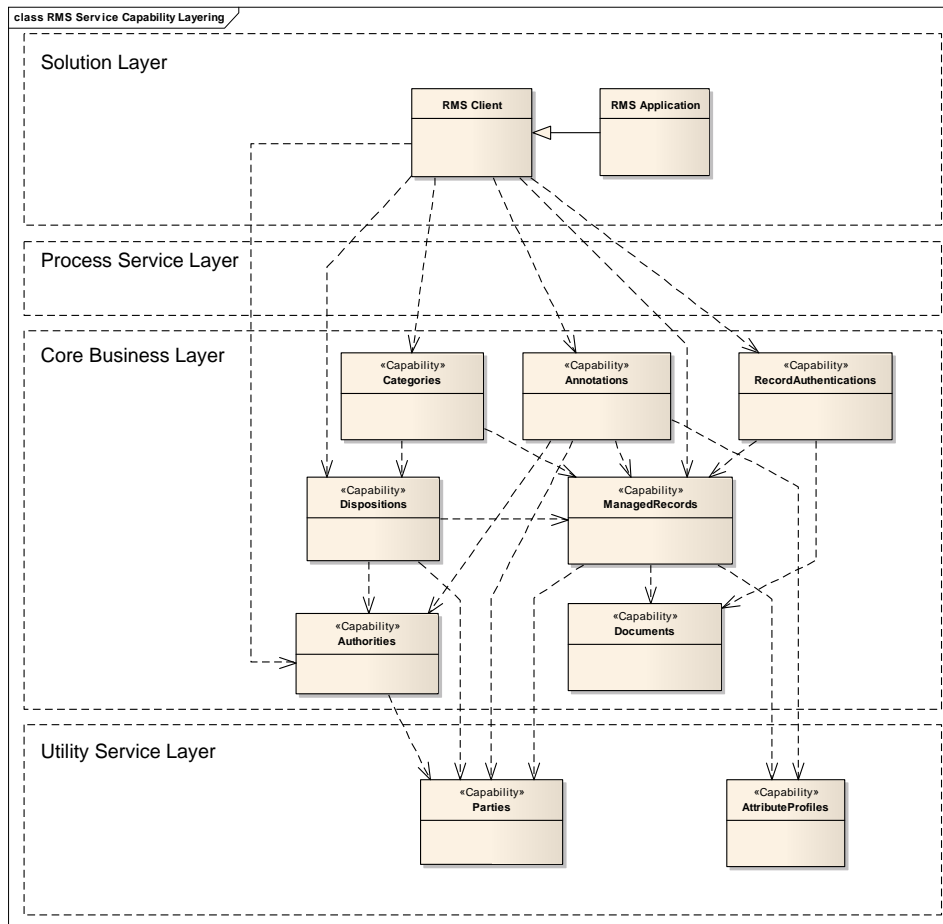 class RMS Service Capability Layering
Solution Layer
RMS Client
RMS Application
Process Service Layer
Core Business Layer
«Capability»
Categories
«Capability»
Annotations
«Capability»
RecordAuthentications
«Capability»
Dispositions
«Capability»
ManagedRecords
«Capability»
Authorities
«Capability»
Documents
Utility Service Layer
«Capability»
Parties
«Capability»
AttributeProfiles